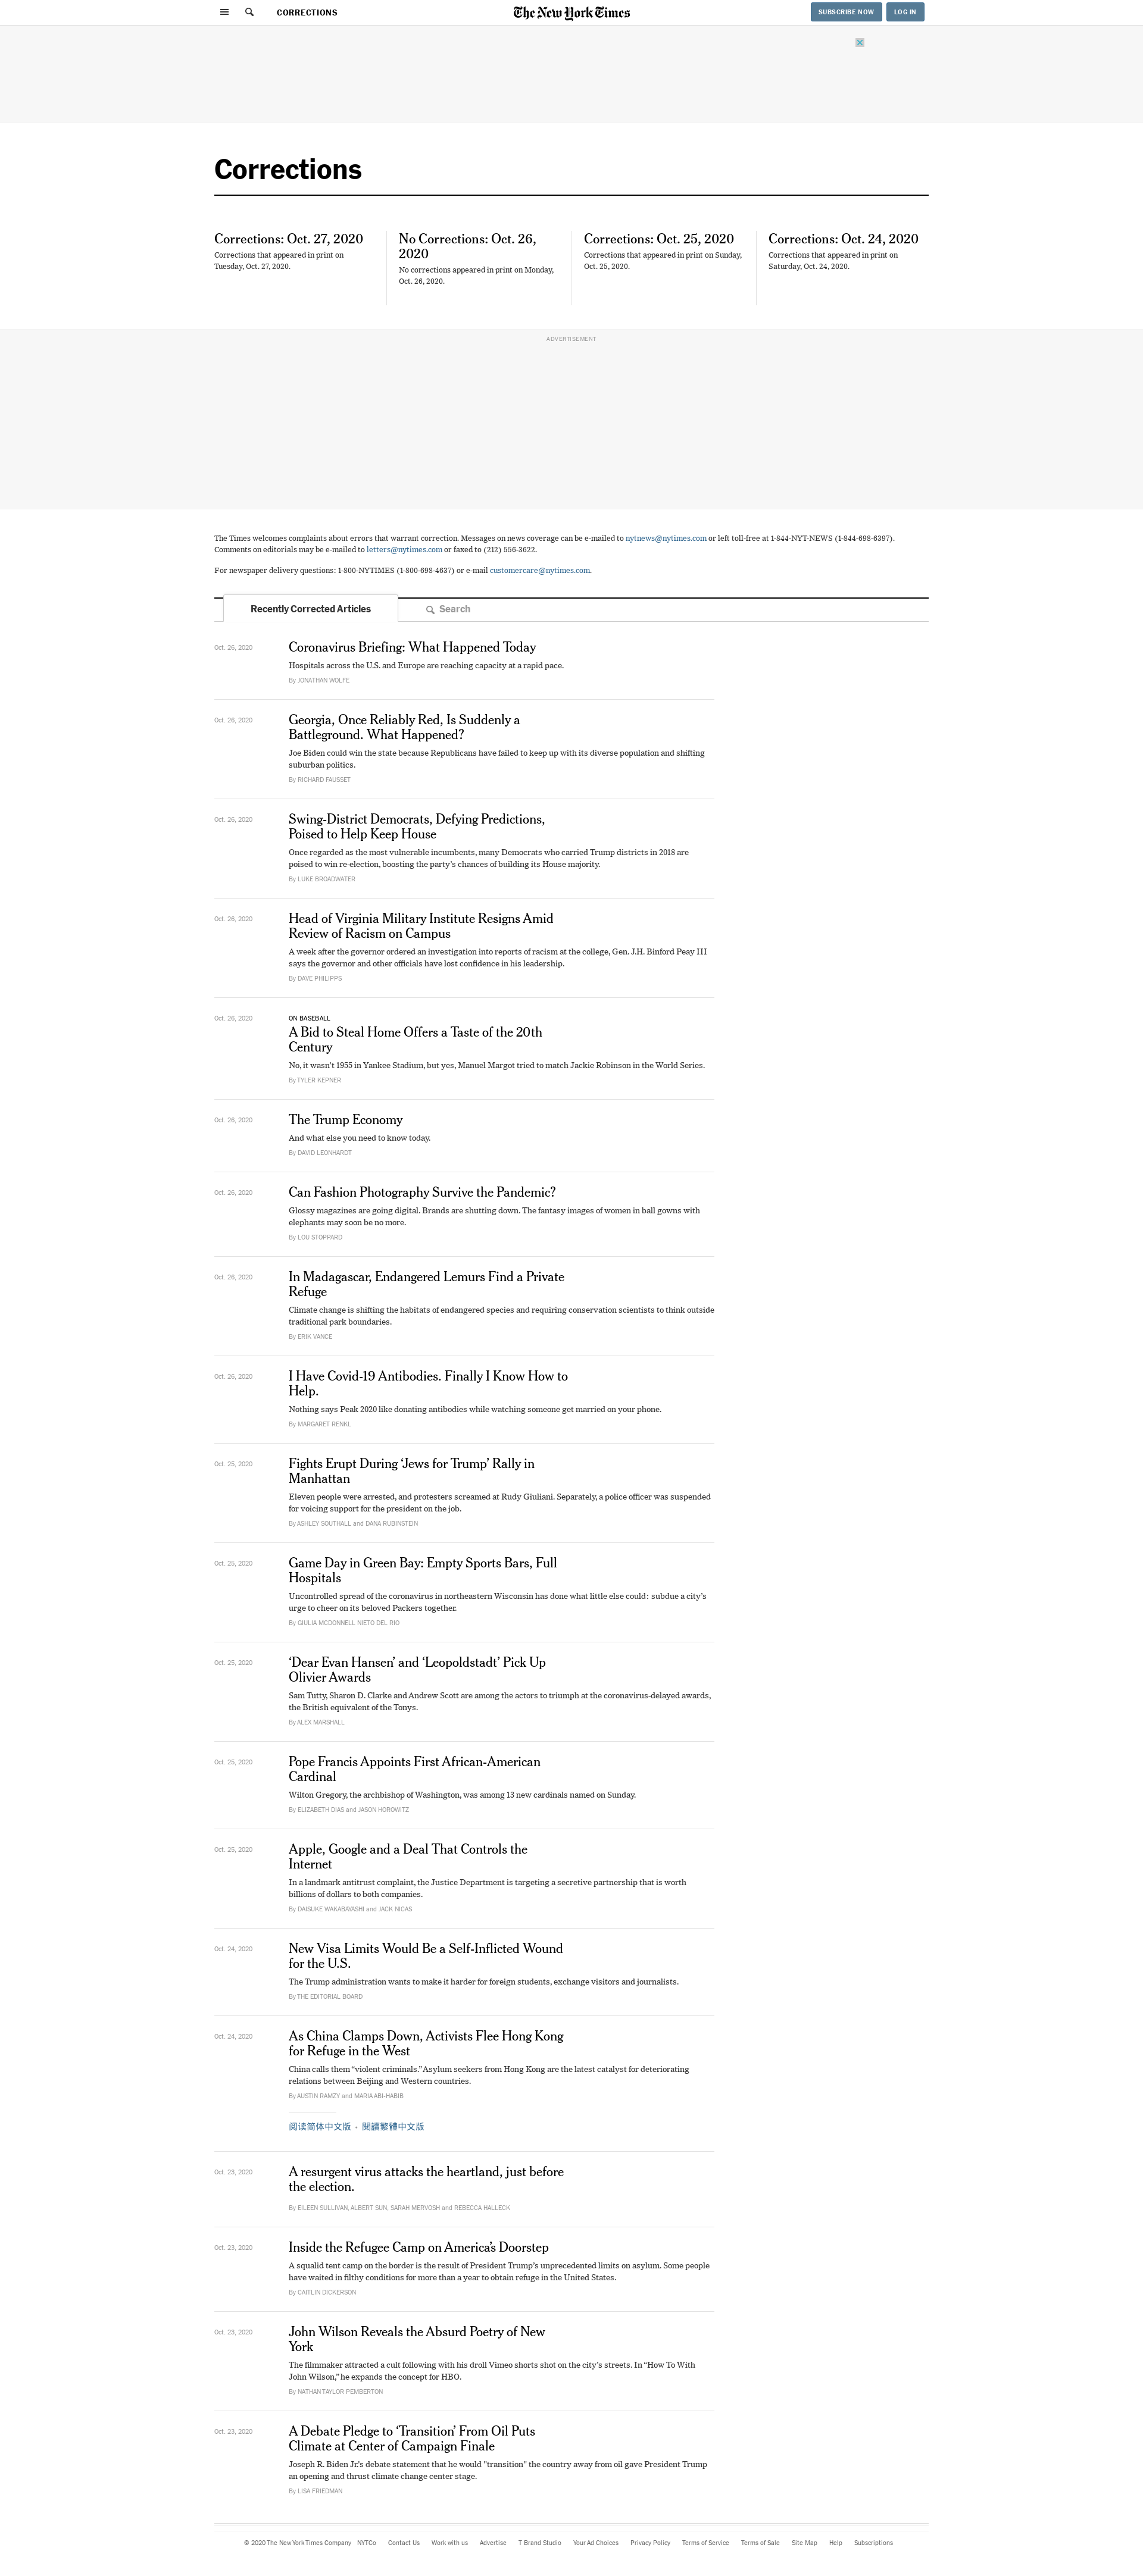 CORRECTIONS
The New York Times
SUBSCRIBE NOW
LOG IN
Corrections
Corrections: Oct. 27, 2020
Corrections that appeared in print on
Tuesday, Oct. 27, 2020.
No Corrections: Oct. 26,
2020
No corrections appeared in print on Monday,
Oct. 26, 2020.
Corrections: Oct. 25, 2020
Corrections that appeared in print on Sunday,
Oct. 25, 2020.
Corrections: Oct. 24, 2020
Corrections that appeared in print on
Saturday, Oct. 24, 2020.
ADVERTISEMENT
The Times welcomes complaints about errors that warrant correction. Messages on news coverage can be e-mailed to nytnews@nytimes.com or left toll-free at 1-844-NYT-NEWS (1-844-698-6397).
Comments on editorials may be e-mailed to letters@nytimes.com or faxed to (212) 556-3622.
For newspaper delivery questions: 1-800-NYTIMES (1-800-698-4637) or e-mail customercare@nytimes.com.
Recently Corrected Articles
Search
Oct. 26, 2020
Coronavirus Briefing: What Happened Today
Hospitals across the U.S. and Europe are reaching capacity at a rapid pace.
By JONATHAN WOLFE
Oct. 26, 2020
Georgia, Once Reliably Red, Is Suddenly a
Battleground. What Happened?
Joe Biden could win the state because Republicans have failed to keep up with its diverse population and shifting
suburban politics.
By RICHARD FAUSSET
Oct. 26, 2020
Swing-District Democrats, Defying Predictions,
Poised to Help Keep House
Once regarded as the most vulnerable incumbents, many Democrats who carried Trump districts in 2018 are
poised to win re-election, boosting the party’s chances of building its House majority.
By LUKE BROADWATER
Oct. 26, 2020
Head of Virginia Military Institute Resigns Amid
Review of Racism on Campus
A week after the governor ordered an investigation into reports of racism at the college, Gen. J.H. Binford Peay III
says the governor and other officials have lost confidence in his leadership.
By DAVE PHILIPPS
Oct. 26, 2020
ON BASEBALL
A Bid to Steal Home Offers a Taste of the 20th
Century
No, it wasn’t 1955 in Yankee Stadium, but yes, Manuel Margot tried to match Jackie Robinson in the World Series.
By TYLER KEPNER
Oct. 26, 2020
The Trump Economy
And what else you need to know today.
By DAVID LEONHARDT
Oct. 26, 2020
Can Fashion Photography Survive the Pandemic?
Glossy magazines are going digital. Brands are shutting down. The fantasy images of women in ball gowns with
elephants may soon be no more.
By LOU STOPPARD
Oct. 26, 2020
In Madagascar, Endangered Lemurs Find a Private
Refuge
Climate change is shifting the habitats of endangered species and requiring conservation scientists to think outside
traditional park boundaries.
By ERIK VANCE
Oct. 26, 2020
I Have Covid-19 Antibodies. Finally I Know How to
Help.
Nothing says Peak 2020 like donating antibodies while watching someone get married on your phone.
By MARGARET RENKL
Oct. 25, 2020
Fights Erupt During ‘Jews for Trump’ Rally in
Manhattan
Eleven people were arrested, and protesters screamed at Rudy Giuliani. Separately, a police officer was suspended
for voicing support for the president on the job.
By ASHLEY SOUTHALL and DANA RUBINSTEIN
Oct. 25, 2020
Game Day in Green Bay: Empty Sports Bars, Full
Hospitals
Uncontrolled spread of the coronavirus in northeastern Wisconsin has done what little else could: subdue a city’s
urge to cheer on its beloved Packers together.
By GIULIA MCDONNELL NIETO DEL RIO
Oct. 25, 2020
‘Dear Evan Hansen’ and ‘Leopoldstadt’ Pick Up
Olivier Awards
Sam Tutty, Sharon D. Clarke and Andrew Scott are among the actors to triumph at the coronavirus-delayed awards,
the British equivalent of the Tonys.
By ALEX MARSHALL
Oct. 25, 2020
Pope Francis Appoints First African-American
Cardinal
Wilton Gregory, the archbishop of Washington, was among 13 new cardinals named on Sunday.
By ELIZABETH DIAS and JASON HOROWITZ
Oct. 25, 2020
Apple, Google and a Deal That Controls the
Internet
In a landmark antitrust complaint, the Justice Department is targeting a secretive partnership that is worth
billions of dollars to both companies.
By DAISUKE WAKABAYASHI and JACK NICAS
Oct. 24, 2020
New Visa Limits Would Be a Self-Inflicted Wound
for the U.S.
The Trump administration wants to make it harder for foreign students, exchange visitors and journalists.
By THE EDITORIAL BOARD
Oct. 24, 2020
As China Clamps Down, Activists Flee Hong Kong
for Refuge in the West
China calls them “violent criminals.” Asylum seekers from Hong Kong are the latest catalyst for deteriorating
relations between Beijing and Western countries.
By AUSTIN RAMZY and MARIA ABI-HABIB
阅读简体中文版 • 閱讀繁體中文版
Oct. 23, 2020
A resurgent virus attacks the heartland, just before
the election.
By EILEEN SULLIVAN, ALBERT SUN, SARAH MERVOSH and REBECCA HALLECK
Oct. 23, 2020
Inside the Refugee Camp on America’s Doorstep
A squalid tent camp on the border is the result of President Trump’s unprecedented limits on asylum. Some people
have waited in filthy conditions for more than a year to obtain refuge in the United States.
By CAITLIN DICKERSON
Oct. 23, 2020
John Wilson Reveals the Absurd Poetry of New
York
The filmmaker attracted a cult following with his droll Vimeo shorts shot on the city’s streets. In “How To With
John Wilson,” he expands the concept for HBO.
By NATHAN TAYLOR PEMBERTON
Oct. 23, 2020
A Debate Pledge to ‘Transition’ From Oil Puts
Climate at Center of Campaign Finale
Joseph R. Biden Jr.’s debate statement that he would “transition” the country away from oil gave President Trump
an opening and thrust climate change center stage.
By LISA FRIEDMAN
© 2020 The New York Times Company NYTCo Contact Us Work with us Advertise T Brand Studio Your Ad Choices Privacy Policy Terms of Service Terms of Sale Site Map Help Subscriptions